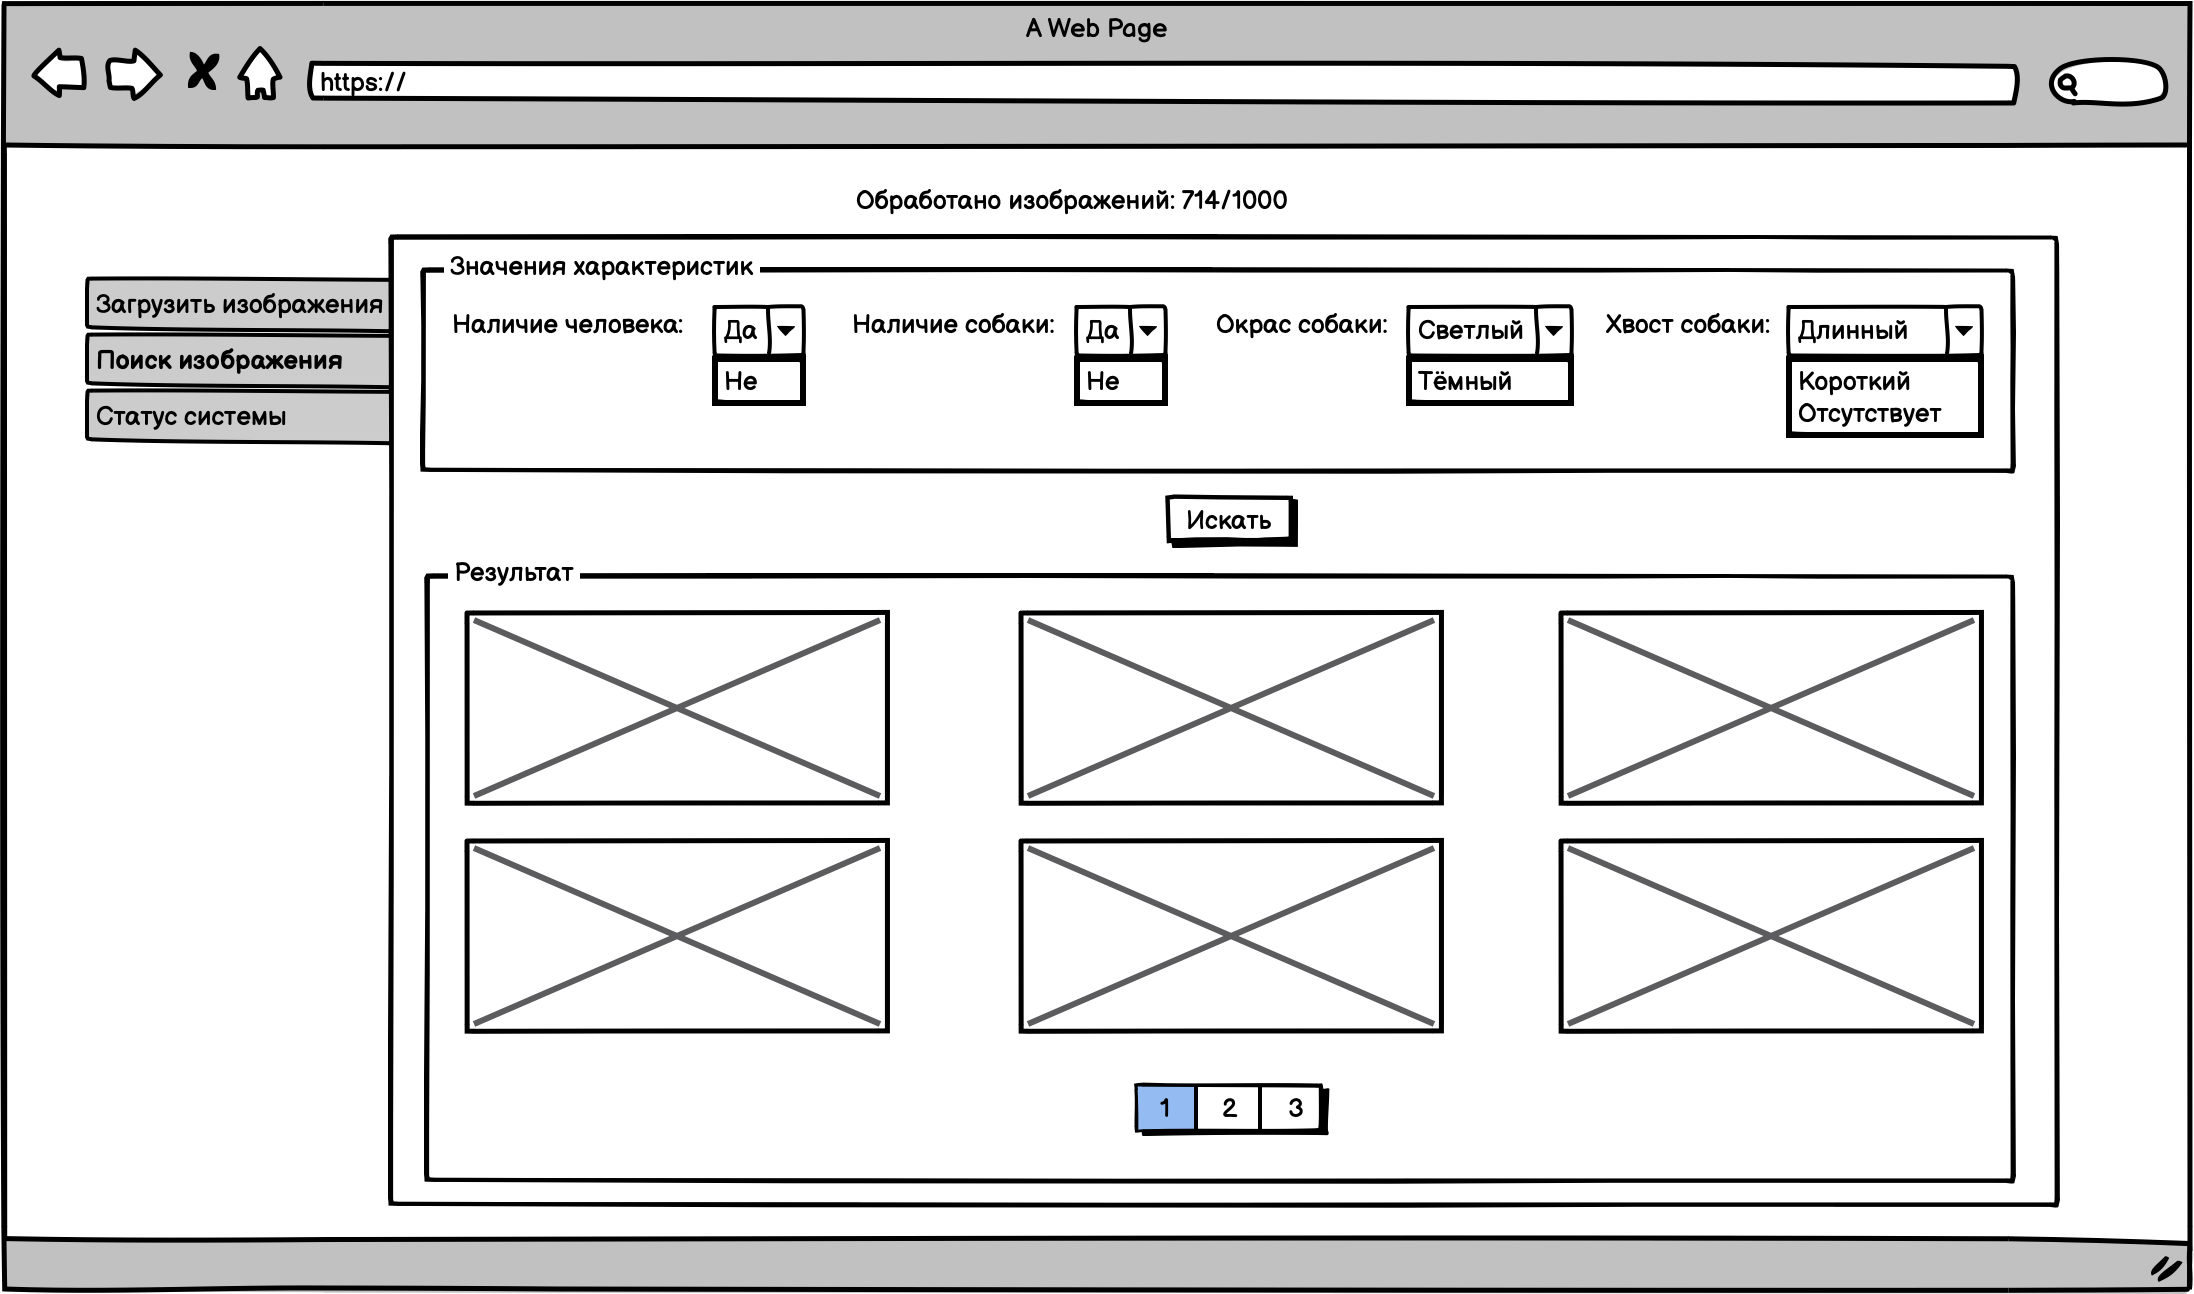 A Web Page
https://
Обработано изображений: 714/1000
Загрузить изображения
Поиск изображения
Статус системы
Значения характеристик
Наличие человека: Да
Не
Наличие собаки: Да
Не
Окрас собаки: Светлый
Тёмный
Хвост собаки: Длинный
Короткий
Отсутствует
Искать
Результат
1 2 3